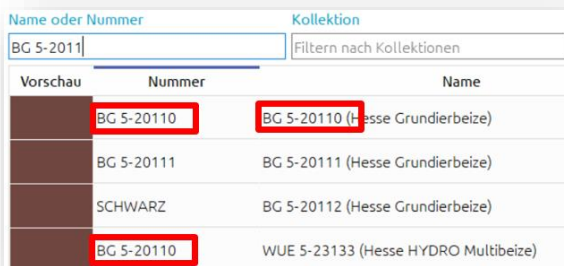 Name oder Nummer Kollektion
BG 5-2011 Filtern nach Kollektionen
Vorschau Nummer Name
BG 5-20110 BG 5-20110 (Hesse Grundierbeize)
BG 5-20111 BG 5-20111 (Hesse Grundierbeize)
SCHWARZ BG 5-20112 (Hesse Grundierbeize)
BG 5-20110 WUE 5-23133 (Hesse HYDRO Multibeize)